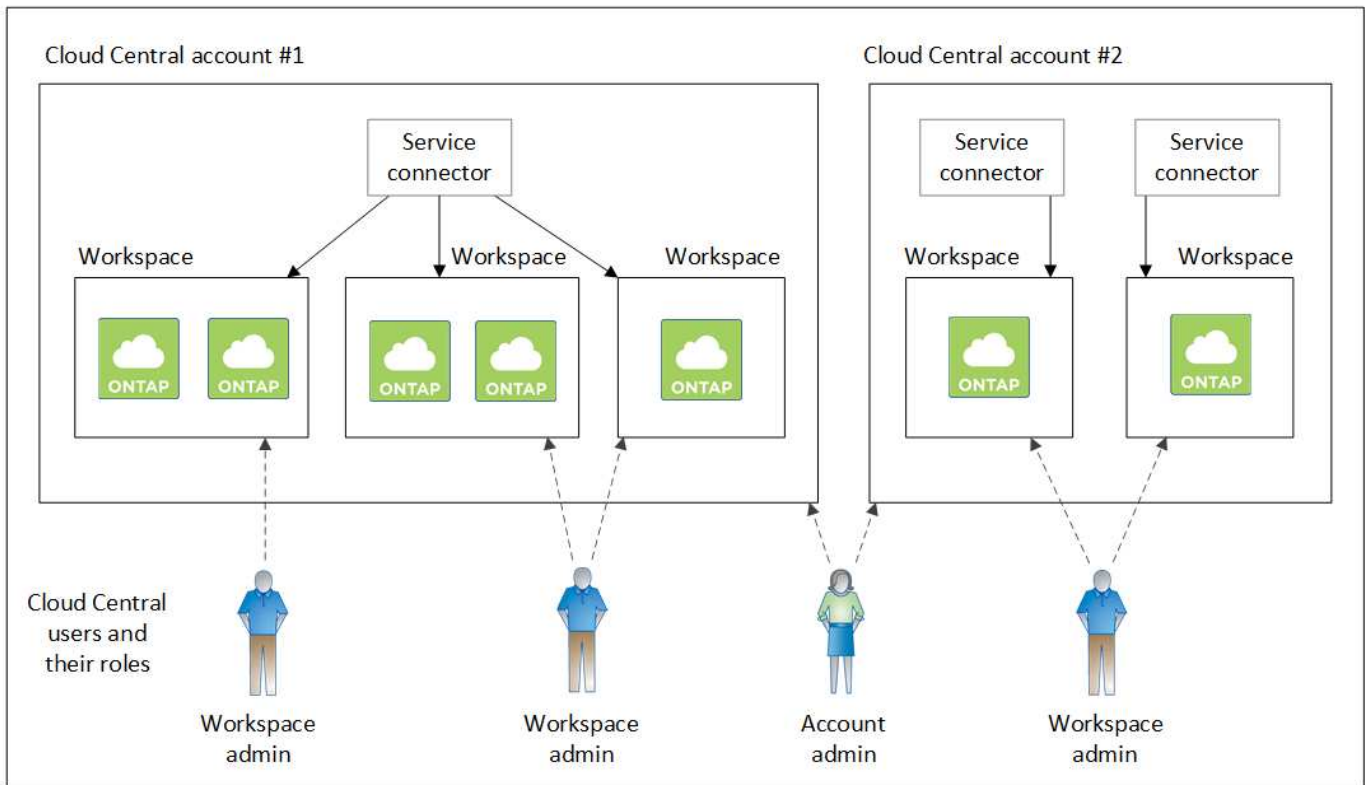 Cloud Central account #1
Cloud Central account #2
Service
connector
Service
connector
Service
connector
Workspace
Workspace
Workspace
Workspace
Workspace
ONTAP
ONTAP
ONTAP
ONTAP
ONTAP
ONTAP
ONTAP
Cloud Central
users and
their roles
Workspace
admin
Workspace
admin
Account
admin
Workspace
admin